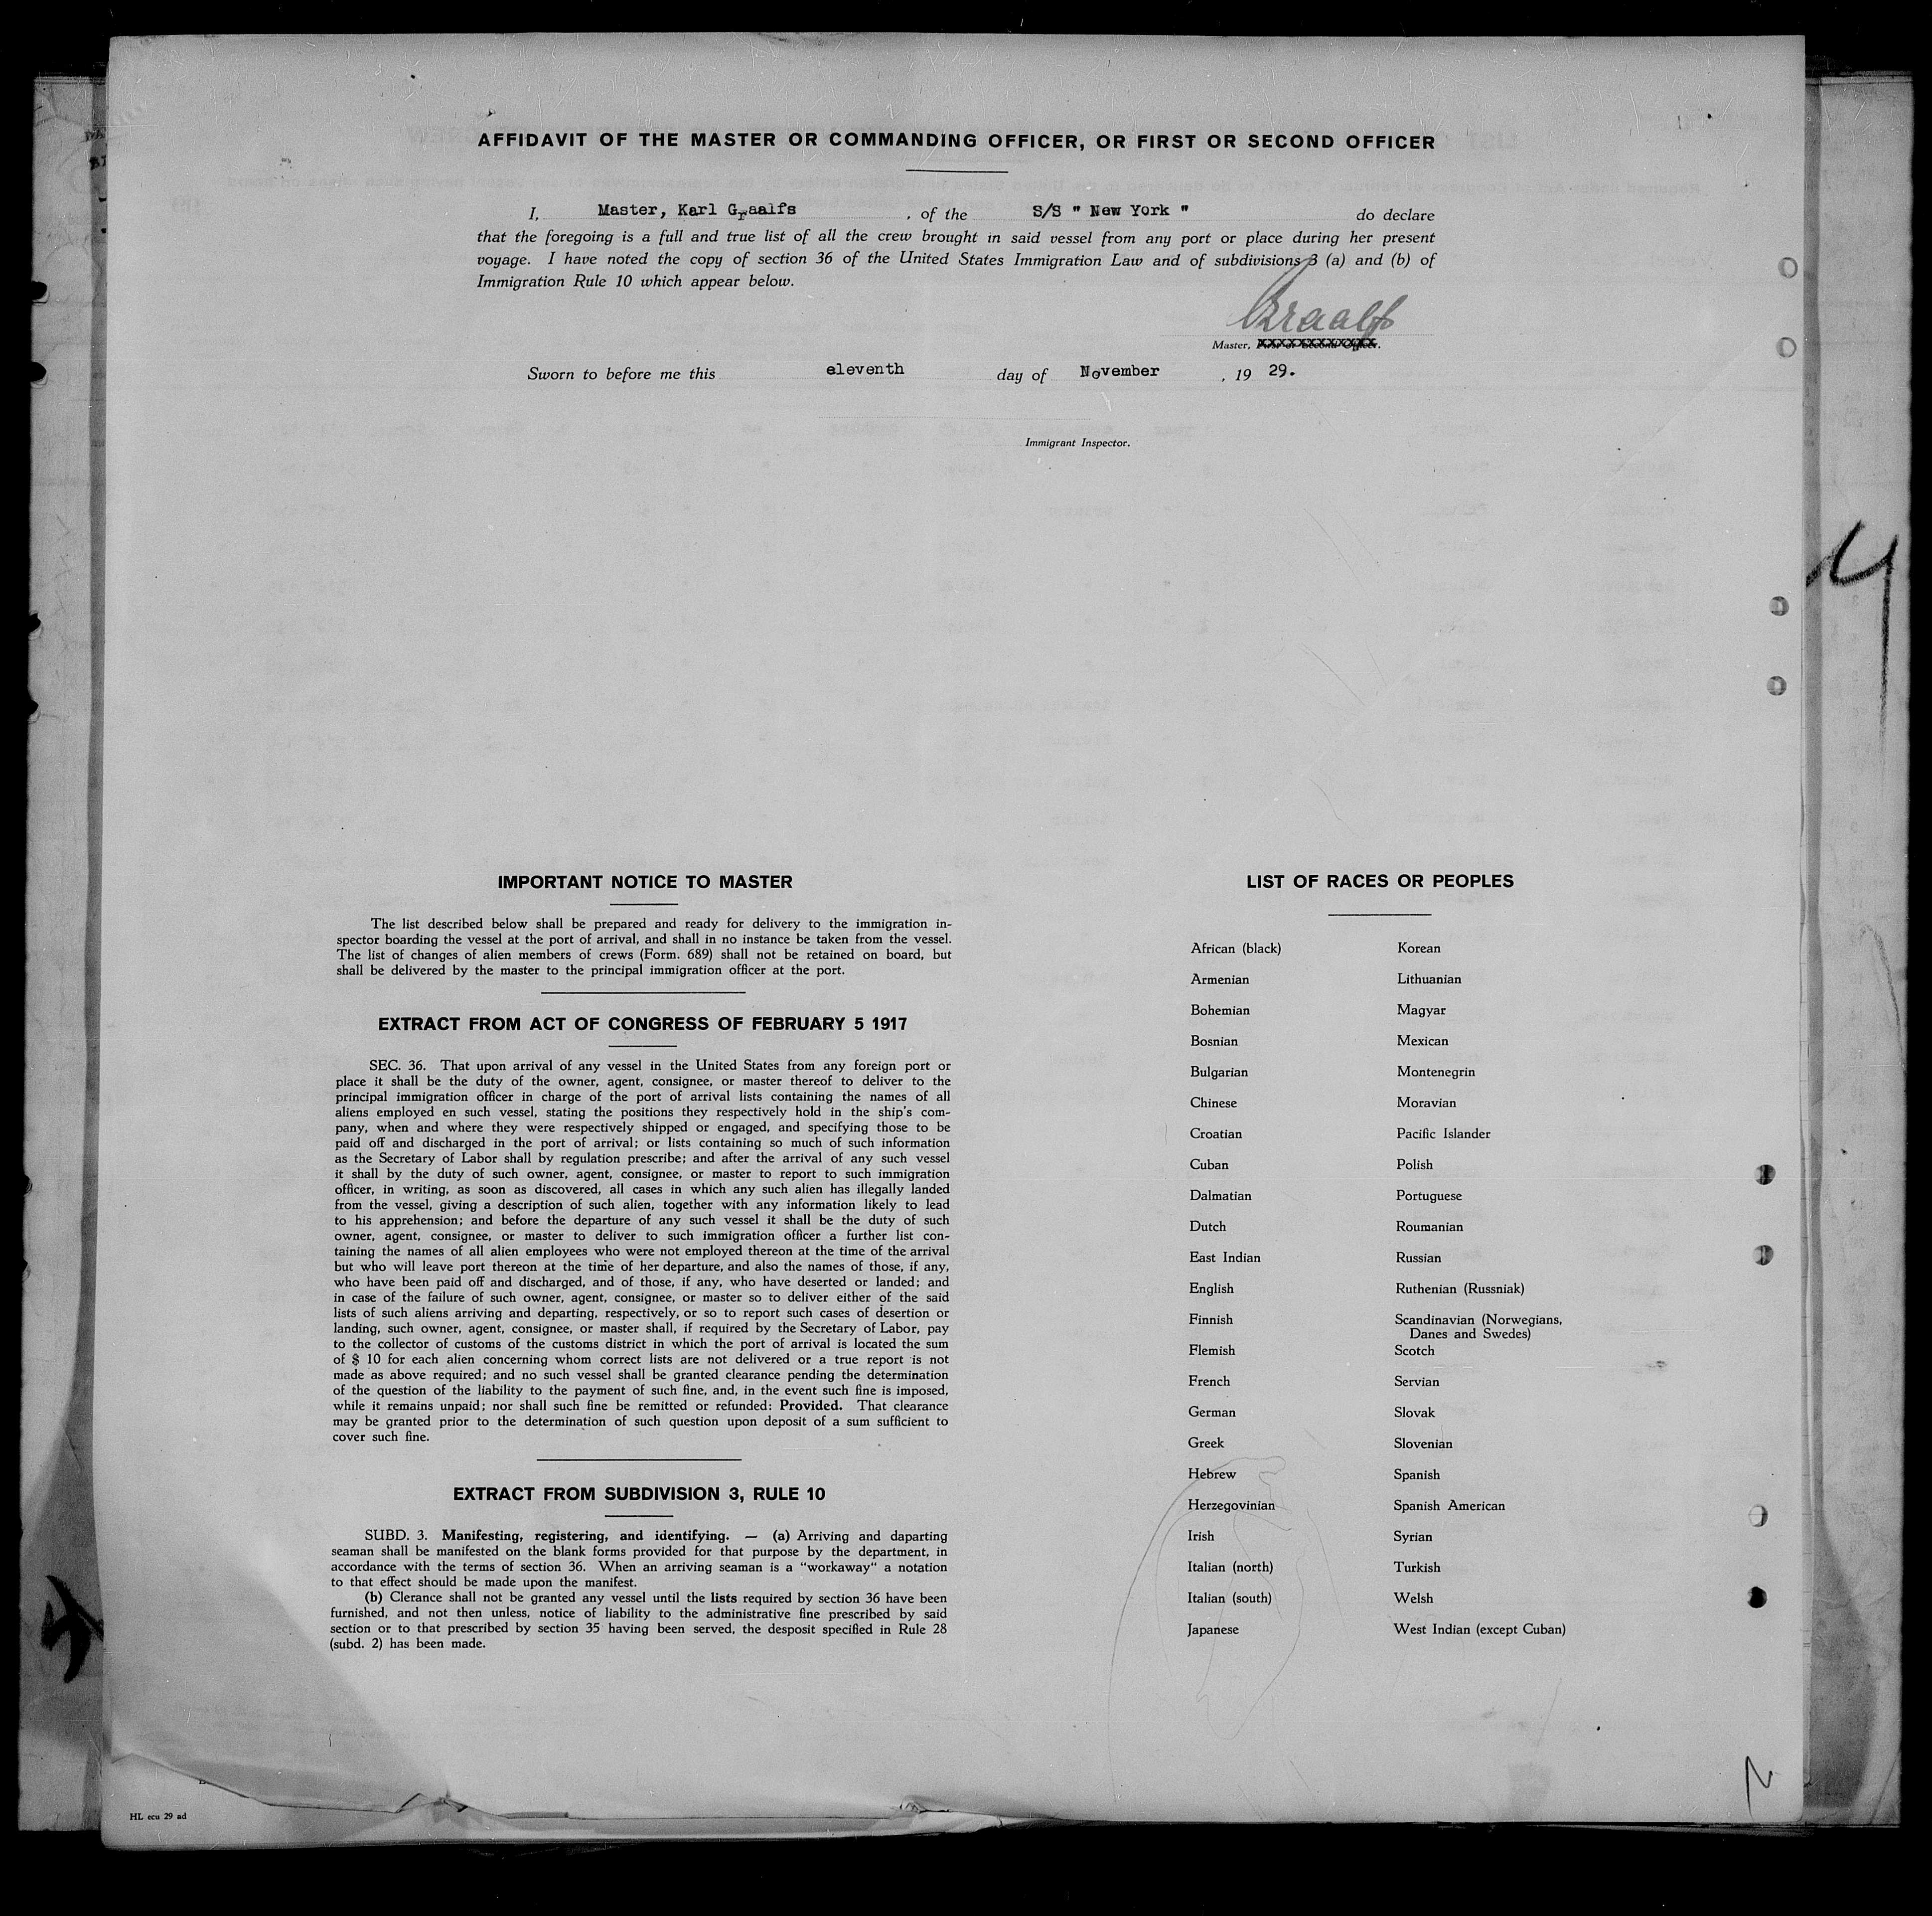 AFFIDAVIT OF THE MASTER OR COMMANDING OFFICER, OR FIRST OR SECOND OFFICER
I, Master, Karl Graalfs , of the S/S " New York " do declare
that the foregoing is a full and true list of all the crew brought in said vessel from any port or place during her present
voyage. I have noted the copy of section 36 of the United States Immigration Law and of subdivisions 3 (a) and (b) of
Immigration Rule 10 which appear below.
Graalfs
Master, First or Second Officer.
Sworn to before me this eleventh day of November , 19 29.
Immigrant Inspector.
IMPORTANT NOTICE TO MASTER
The list described below shall be prepared and ready for delivery to the immigration in-
spector boarding the vessel at the port of arrival, and shall in no instance be taken from the vessel.
The list of changes of alien members of crews (Form. 689) shall not be retained on board, but
shall be delivered by the master to the principal immigration officer at the port.
EXTRACT FROM ACT OF CONGRESS OF FEBRUARY 5 1917
SEC. 36. That upon arrival of any vessel in the United States from any foreign port or
place it shall be the duty of the owner, agent, consignee, or master thereof to deliver to the
principal immigration officer in charge of the port of arrival lists containing the names of all
aliens employed en such vessel, stating the positions they respectively hold in the ship's com-
pany, when and where they were respectively shipped or engaged, and specifying those to be
paid off and discharged in the port of arrival; or lists containing so much of such information
as the Secretary of Labor shall by regulation prescribe; and after the arrival of any such vessel
it shall by the duty of such owner, agent, consignee, or master to report to such immigration
officer, in writing, as soon as discovered, all cases in which any such alien has illegally landed
from the vessel, giving a description of such alien, together with any information likely to lead
to his apprehension; and before the departure of any such vessel it shall be the duty of such
owner, agent, consignee, or master to deliver to such immigration officer a further list con-
taining the names of all alien employees who were not employed thereon at the time of the arrival
but who will leave port thereon at the time of her departure, and also the names of those, if any,
who have been paid off and discharged, and of those, if any, who have deserted or landed; and
in case of the failure of such owner, agent, consignee, or master so to deliver either of the said
lists of such aliens arriving and departing, respectively, or so to report such cases of desertion or
landing, such owner, agent, consignee, or master shall, if required by the Secretary of Labor, pay
to the collector of customs of the customs district in which the port of arrival is located the sum
of $ 10 for each alien concerning whom correct lists are not delivered or a true report is not
made as above required; and no such vessel shall be granted clearance pending the determination
of the question of the liability to the payment of such fine, and, in the event such fine is imposed,
while it remains unpaid; nor shall such fine be remitted or refunded: Provided. That clearance
may be granted prior to the determination of such question upon deposit of a sum sufficient to
cover such fine.
EXTRACT FROM SUBDIVISION 3, RULE 10
SUBD. 3. Manifesting, registering, and identifying. — (a) Arriving and daparting
seaman shall be manifested on the blank forms provided for that purpose by the department, in
accordance with the terms of section 36. When an arriving seaman is a "workaway" a notation
to that effect should be made upon the manifest.
(b) Clerance shall not be granted any vessel until the lists required by section 36 have been
furnished, and not then unless, notice of liability to the administrative fine prescribed by said
section or to that prescribed by section 35 having been served, the desposit specified in Rule 28
(subd. 2) has been made.
LIST OF RACES OR PEOPLES
African (black)
Armenian
Bohemian
Bosnian
Bulgarian
Chinese
Croatian
Cuban
Dalmatian
Dutch
East Indian
English
Finnish
Flemish
French
German
Greek
Hebrew
Herzegovinian
Irish
Italian (north)
Italian (south)
Japanese
Korean
Lithuanian
Magyar
Mexican
Montenegrin
Moravian
Pacific Islander
Polish
Portuguese
Roumanian
Russian
Ruthenian (Russniak)
Scandinavian (Norwegians,
Danes and Swedes)
Scotch
Servian
Slovak
Slovenian
Spanish
Spanish American
Syrian
Turkish
Welsh
West Indian (except Cuban)
HL ecu 29 ad